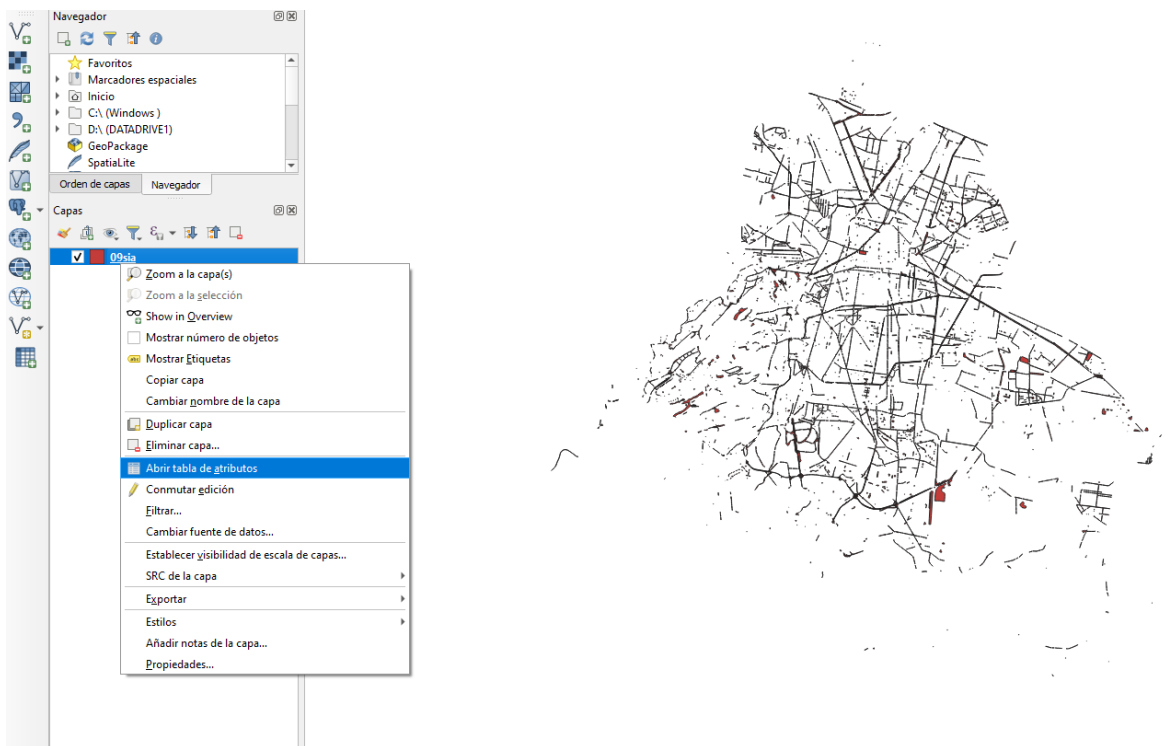 Navegador
Favoritos
Marcadores espaciales
Inicio
C:\ (Windows )
D:\ (DATADRIVE1)
GeoPackage
SpatiaLite
Orden de capas
Navegador
Capas
09sia
Zoom a la capa(s)
Zoom a la selección
Show in Overview
Mostrar número de objetos
abc Mostrar Etiquetas
Copiar capa
Cambiar nombre de la capa
Duplicar capa
Eliminar capa...
Abrir tabla de atributos
Conmutar edición
Filtrar...
Cambiar fuente de datos...
Establecer visibilidad de escala de capas...
SRC de la capa
Exportar
Estilos
Añadir notas de la capa...
Propiedades...